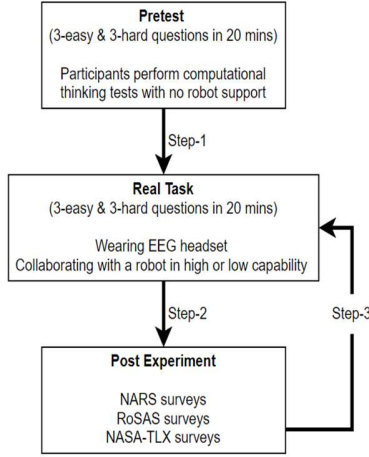 Pretest
(3-easy & 3-hard questions in 20 mins)
Participants perform computational
thinking tests with no robot support
Step-1
Real Task
(3-easy & 3-hard questions in 20 mins)
Wearing EEG headset
Collaborating with a robot in high or low capability
Step-2
Step-3
Post Experiment
NARS surveys
RoSAS surveys
NASA-TLX surveys